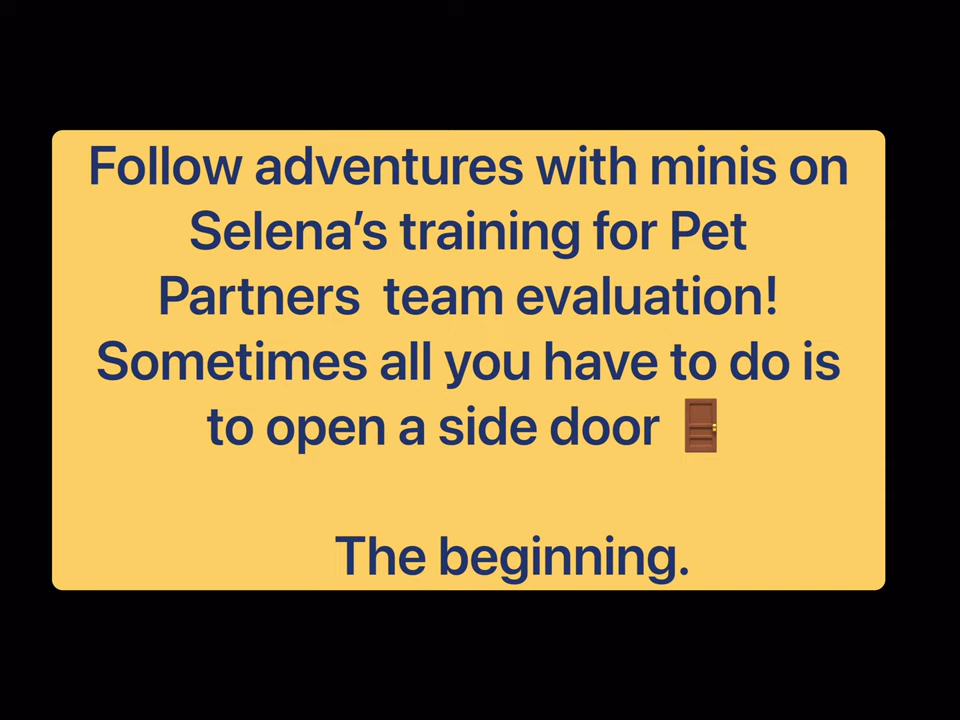 Follow adventures with minis on
Selena’s training for Pet
Partners  team evaluation!
Sometimes all you have to do is
to open a side door 🚪
The beginning.